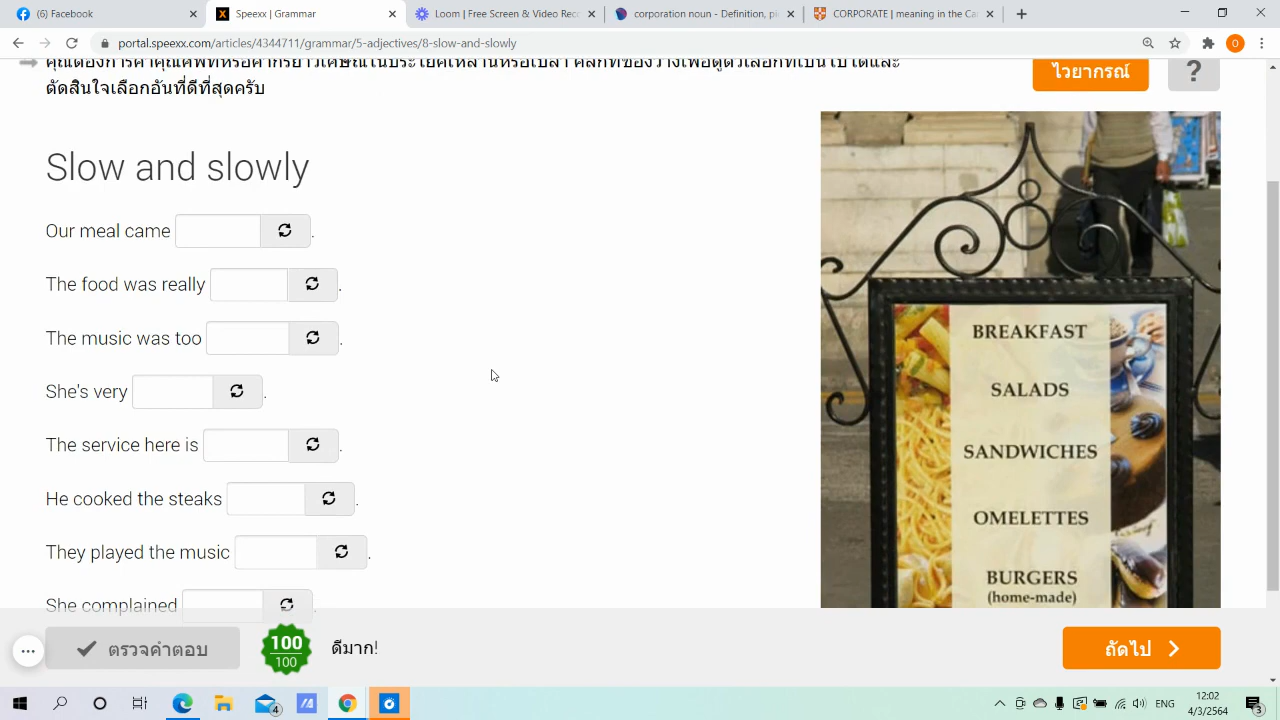 (6) Facebook
Speexx | Grammar
Loom | Free Screen & Video Rec
corporation noun - Definition, pi
CORPORATE | meaning in the Ca
portal.speexx.com/articles/4344711/grammar/5-adjectives/8-slow-and-slowly
ตัดสินใจเลือกอันที่ดีที่สุดครับ
ไวยากรณ์
?
Slow and slowly
Our meal came .
The food was really .
The music was too .
She's very .
The service here is .
He cooked the steaks .
They played the music .
She complained .
BREAKFAST
SALADS
SANDWICHES
OMELETTES
BURGERS
(home-made)
ตรวจคำตอบ
100
100
ดีมาก!
ถัดไป
4
ENG
12:02
4/3/2564
3